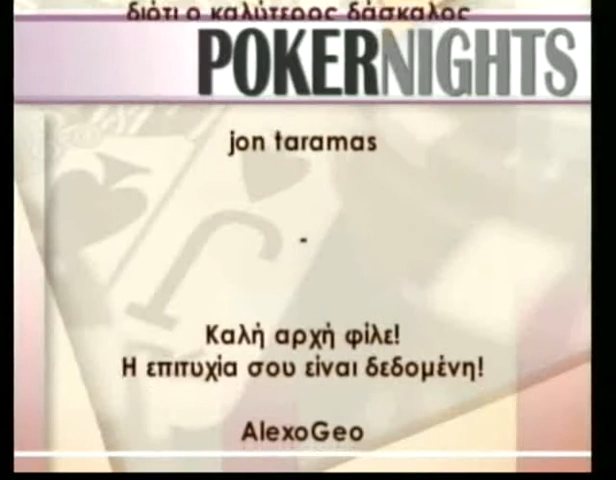 διότι ο καλύτερος δάσκαλος
POKERNIGHTS
jon taramas
-
Καλή αρχή φίλε!
Η επιτυχία σου είναι δεδομένη!
AlexoGeo